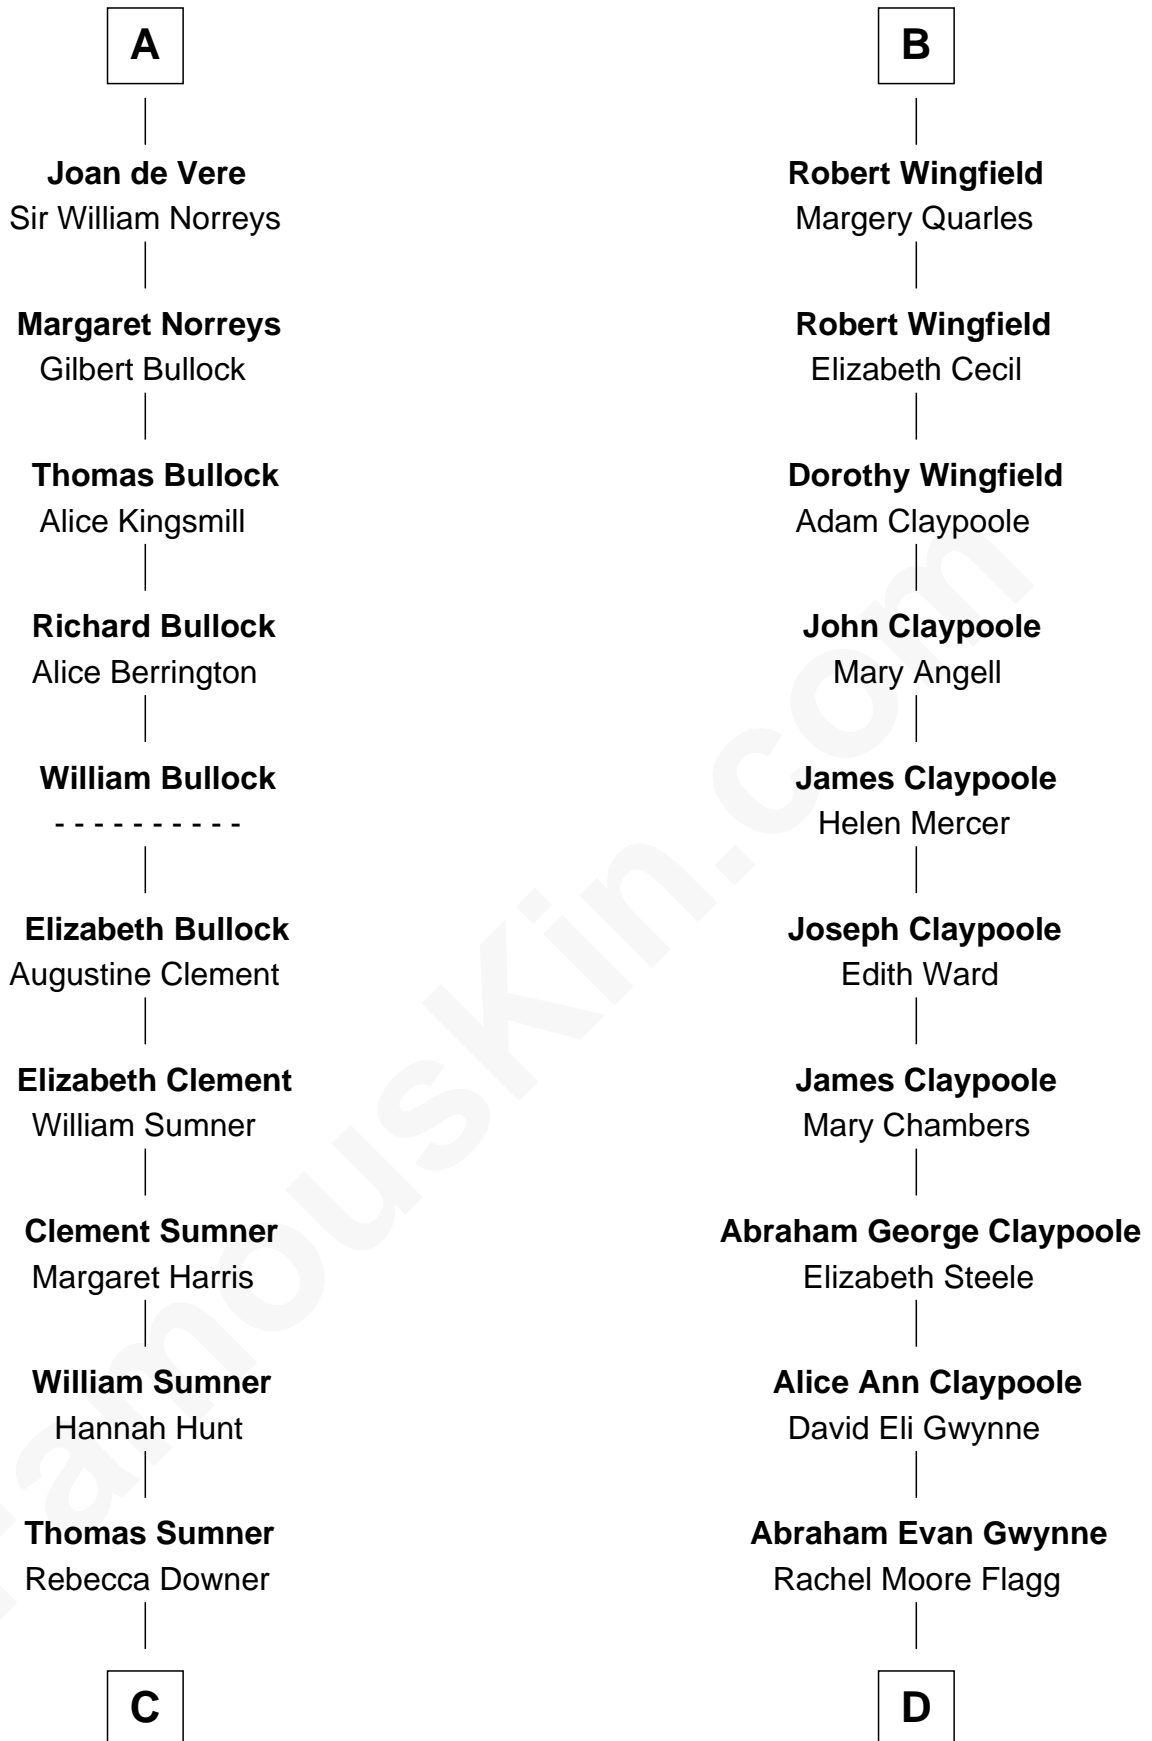 A
Joan de Vere
Sir William Norreys
Margaret Norreys
Gilbert Bullock
Thomas Bullock
Alice Kingsmill
Richard Bullock
Alice Berrington
William Bullock
- - - - - - - - - -
Elizabeth Bullock
Augustine Clement
Elizabeth Clement
William Sumner
Clement Sumner
Margaret Harris
William Sumner
Hannah Hunt
Thomas Sumner
Rebecca Downer
C
B
Robert Wingfield
Margery Quarles
Robert Wingfield
Elizabeth Cecil
Dorothy Wingfield
Adam Claypoole
John Claypoole
Mary Angell
James Claypoole
Helen Mercer
Joseph Claypoole
Edith Ward
James Claypoole
Mary Chambers
Abraham George Claypoole
Elizabeth Steele
Alice Ann Claypoole
David Eli Gwynne
Abraham Evan Gwynne
Rachel Moore Flagg
D
FamousKin.com